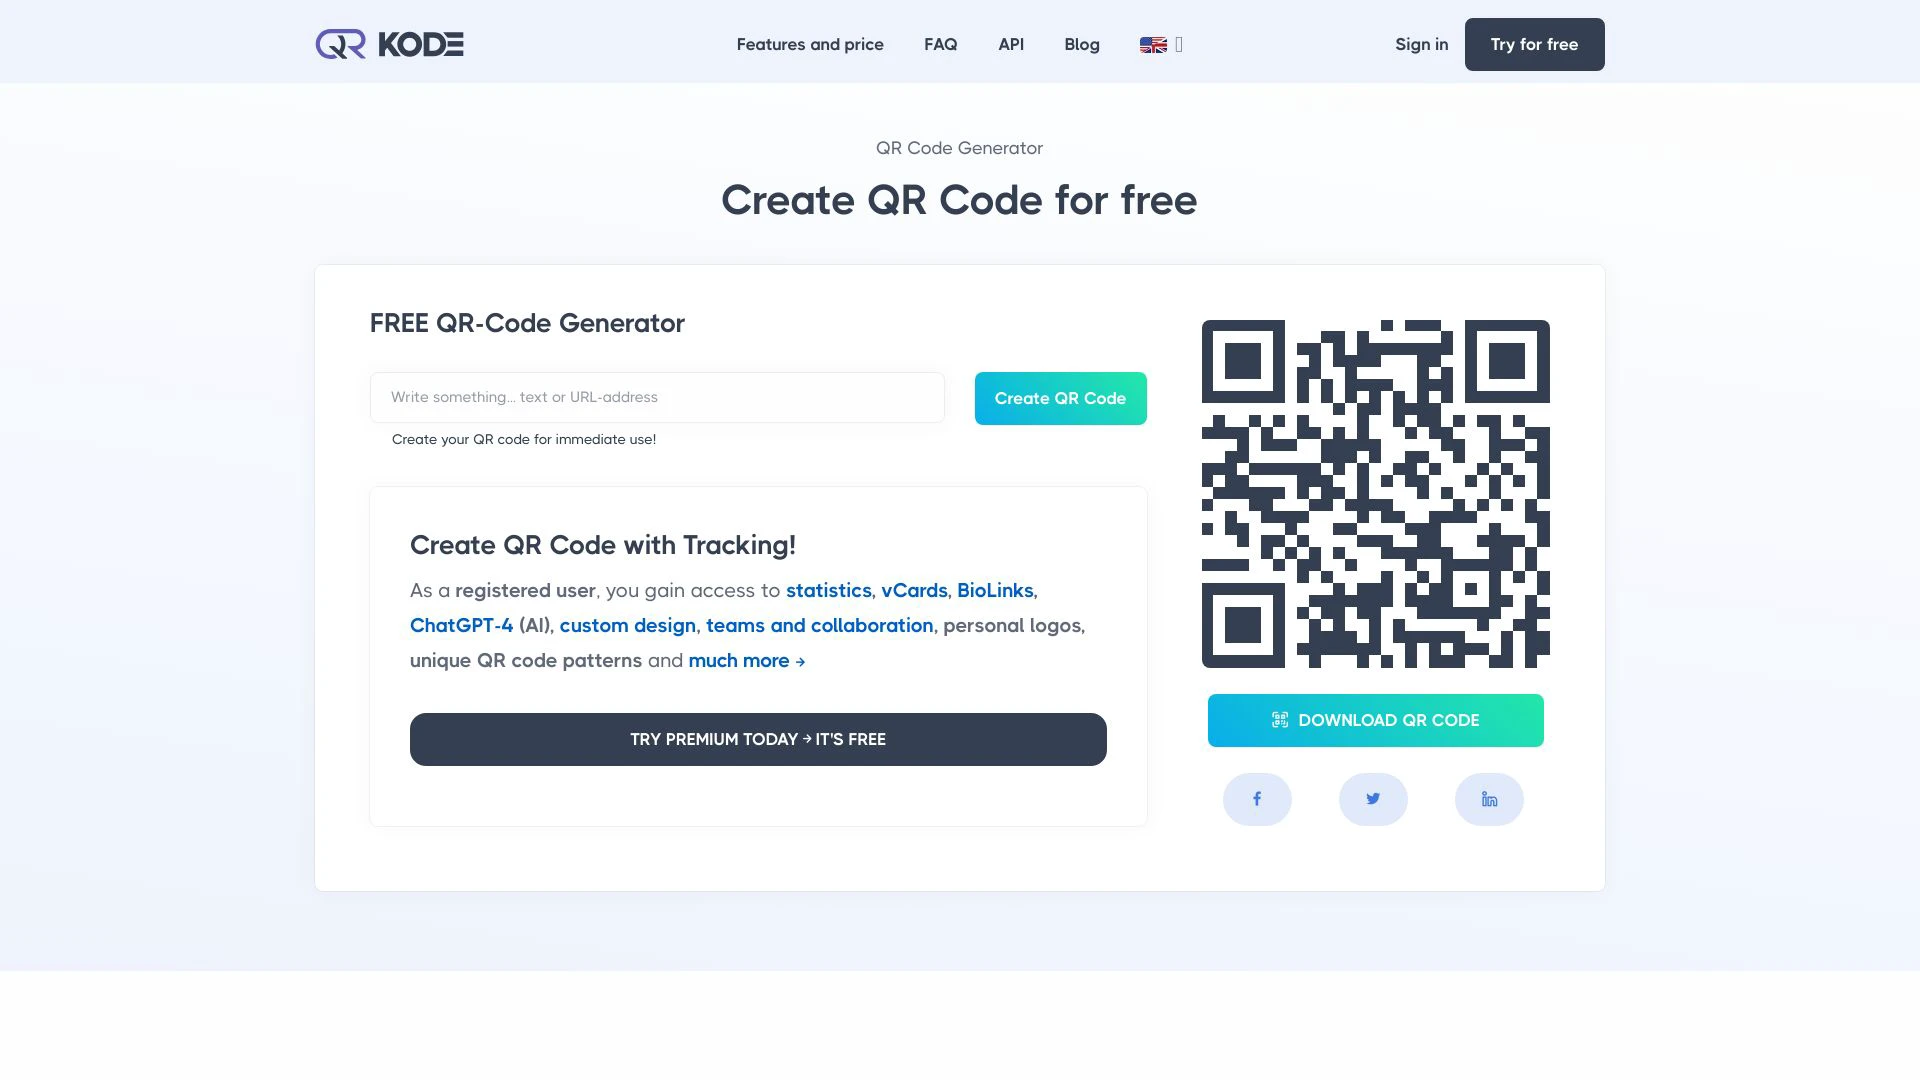 QR KODE
Features and price
FAQ
API
Blog
Sign in
Try for free
QR Code Generator
Create QR Code for free
FREE QR-Code Generator
Write something... text or URL-address
Create QR Code
Create your QR code for immediate use!
Create QR Code with Tracking!
As a registered user, you gain access to statistics, vCards, BioLinks,
ChatGPT-4 (AI), custom design, teams and collaboration, personal logos,
unique QR code patterns and much more →
TRY PREMIUM TODAY → IT'S FREE
DOWNLOAD QR CODE